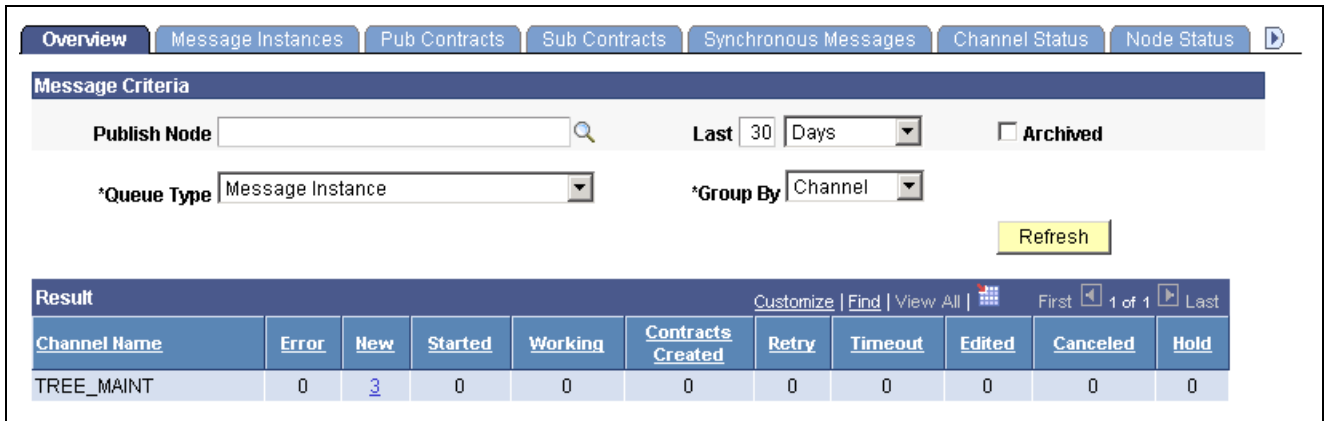 Overview Message Instances Pub Contracts Sub Contracts Synchronous Messages Channel Status Node Status
Message Criteria
Publish Node Last 30 Days Archived
*Queue Type Message Instance *Group By Channel
Refresh
Result Customize | Find | View All | First 1 of 1 Last
Channel Name Error New Started Working Contracts Created Retry Timeout Edited Canceled Hold
TREE_MAINT 0 3 0 0 0 0 0 0 0 0